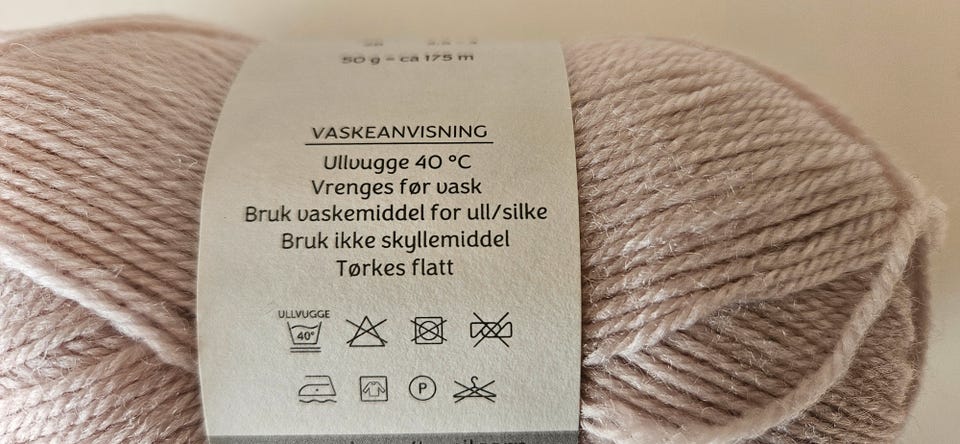 50 g = ca 175 m
VASKEANVISNING
Ullvugge 40 °C
Vrenges før vask
Bruk vaskemiddel for ull/silke
Bruk ikke skyllemiddel
Tørkes flatt
ULLVUGGE
40°
P